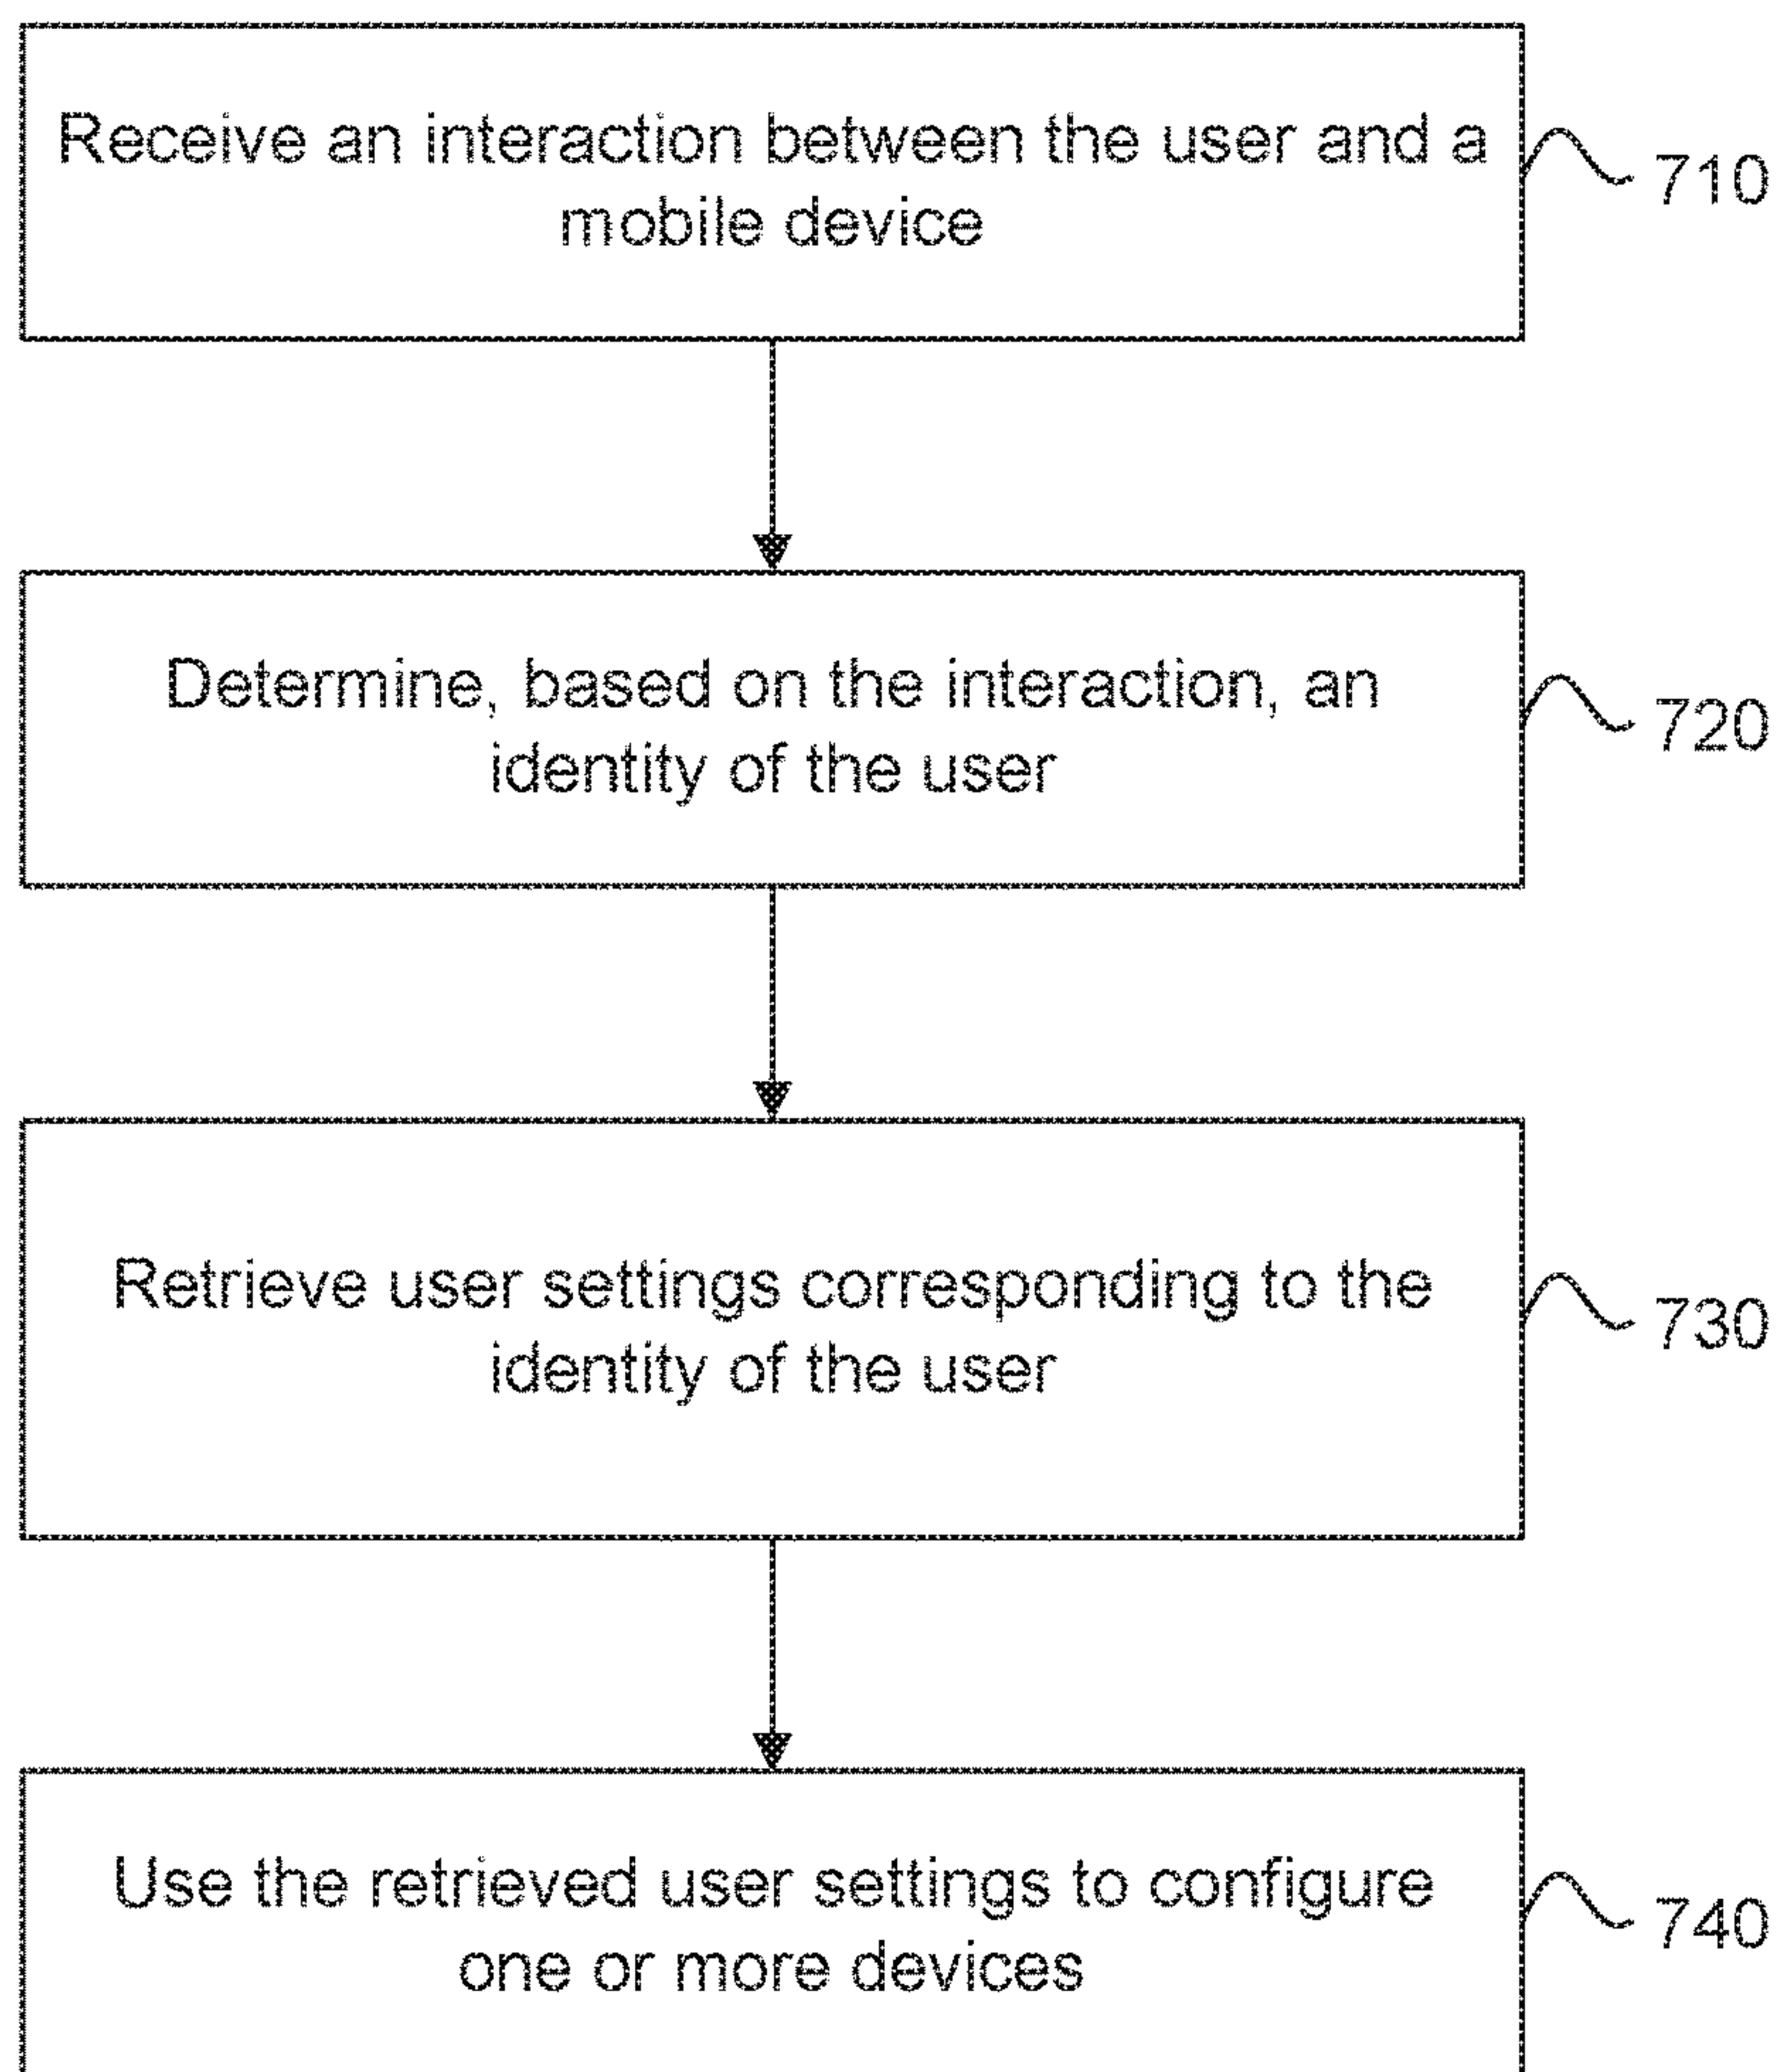 Receive an interaction between the user and a
mobile device
710
Determine, based on the interaction, an
identity of the user
720
Retrieve user settings corresponding to the
identity of the user
730
Use the retrieved user settings to configure
one or more devices
740